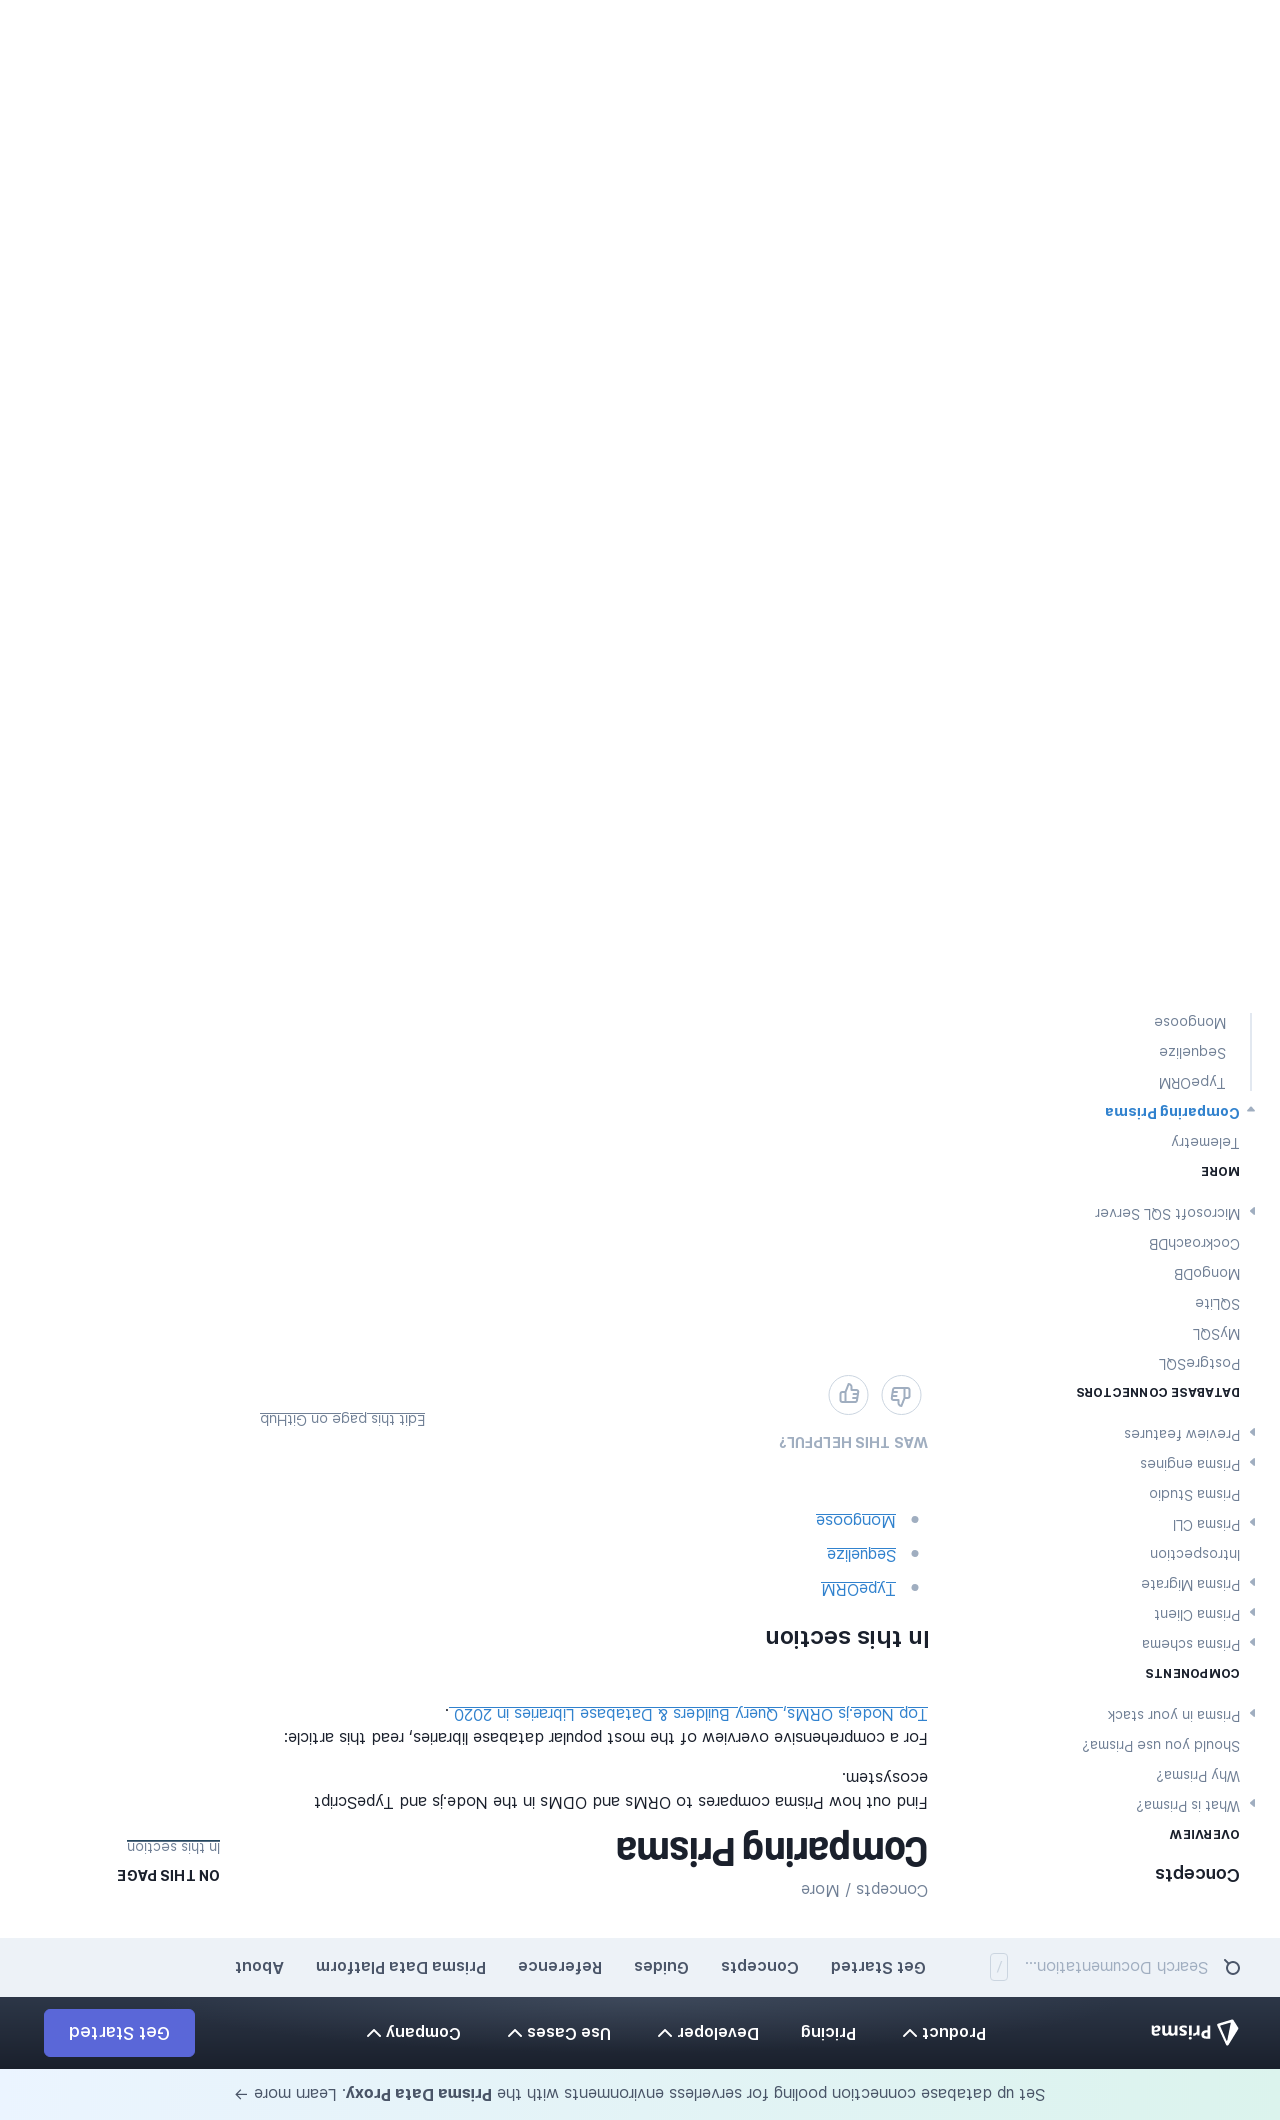 Set up database connection pooling for serverless environments with the Prisma Data Proxy. Learn more →
Prisma
Product
Pricing
Developer
Use Cases
Company
Get Started
Search Documentation...
/
Get Started
Concepts
Guides
Reference
Prisma Data Platform
About
Concepts
OVERVIEW
What is Prisma?
Why Prisma?
Should you use Prisma?
Prisma in your stack
COMPONENTS
Prisma schema
Prisma Client
Prisma Migrate
Introspection
Prisma CLI
Prisma Studio
Prisma engines
Preview features
DATABASE CONNECTORS
PostgreSQL
MySQL
SQLite
MongoDB
CockroachDB
Microsoft SQL Server
MORE
Telemetry
Comparing Prisma
TypeORM
Sequelize
Mongoose
Concepts / More
Comparing Prisma
Find out how Prisma compares to ORMs and ODMs in the Node.js and TypeScript
ecosystem.
For a comprehensive overview of the most popular database libraries, read this article:
Top Node.js ORMs, Query Builders & Database Libraries in 2020 .
In this section
TypeORM
Sequelize
Mongoose
WAS THIS HELPFUL?
Edit this page on GitHub
ON THIS PAGE
In this section